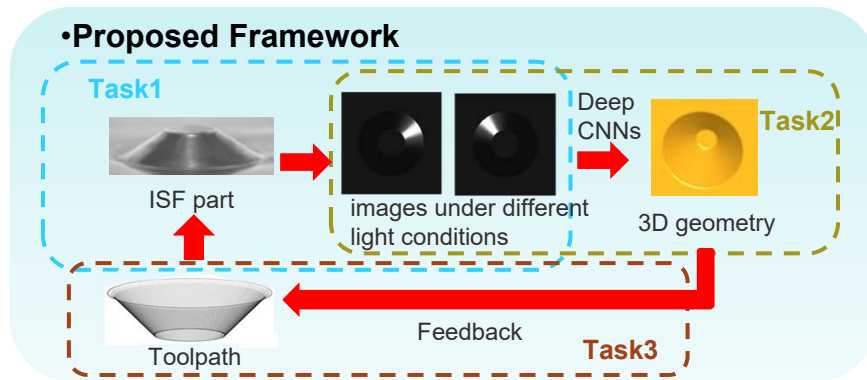 •Proposed Framework
Task1
Deep
CNNs
Task2
ISF part
images under different
light conditions
3D geometry
Feedback
Toolpath
Task3